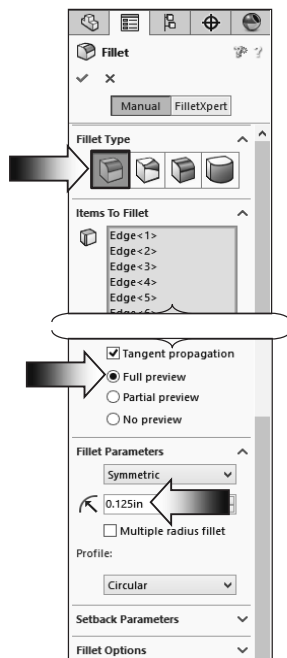 Fillet
?
Manual FilletXpert
Fillet Type
Items To Fillet
Edge<1>
Edge<2>
Edge<3>
Edge<4>
Edge<5>
Tangent propagation
Full preview
Partial preview
No preview
Fillet Parameters
Symmetric
0.125in
Multiple radius fillet
Profile:
Circular
Setback Parameters
Fillet Options